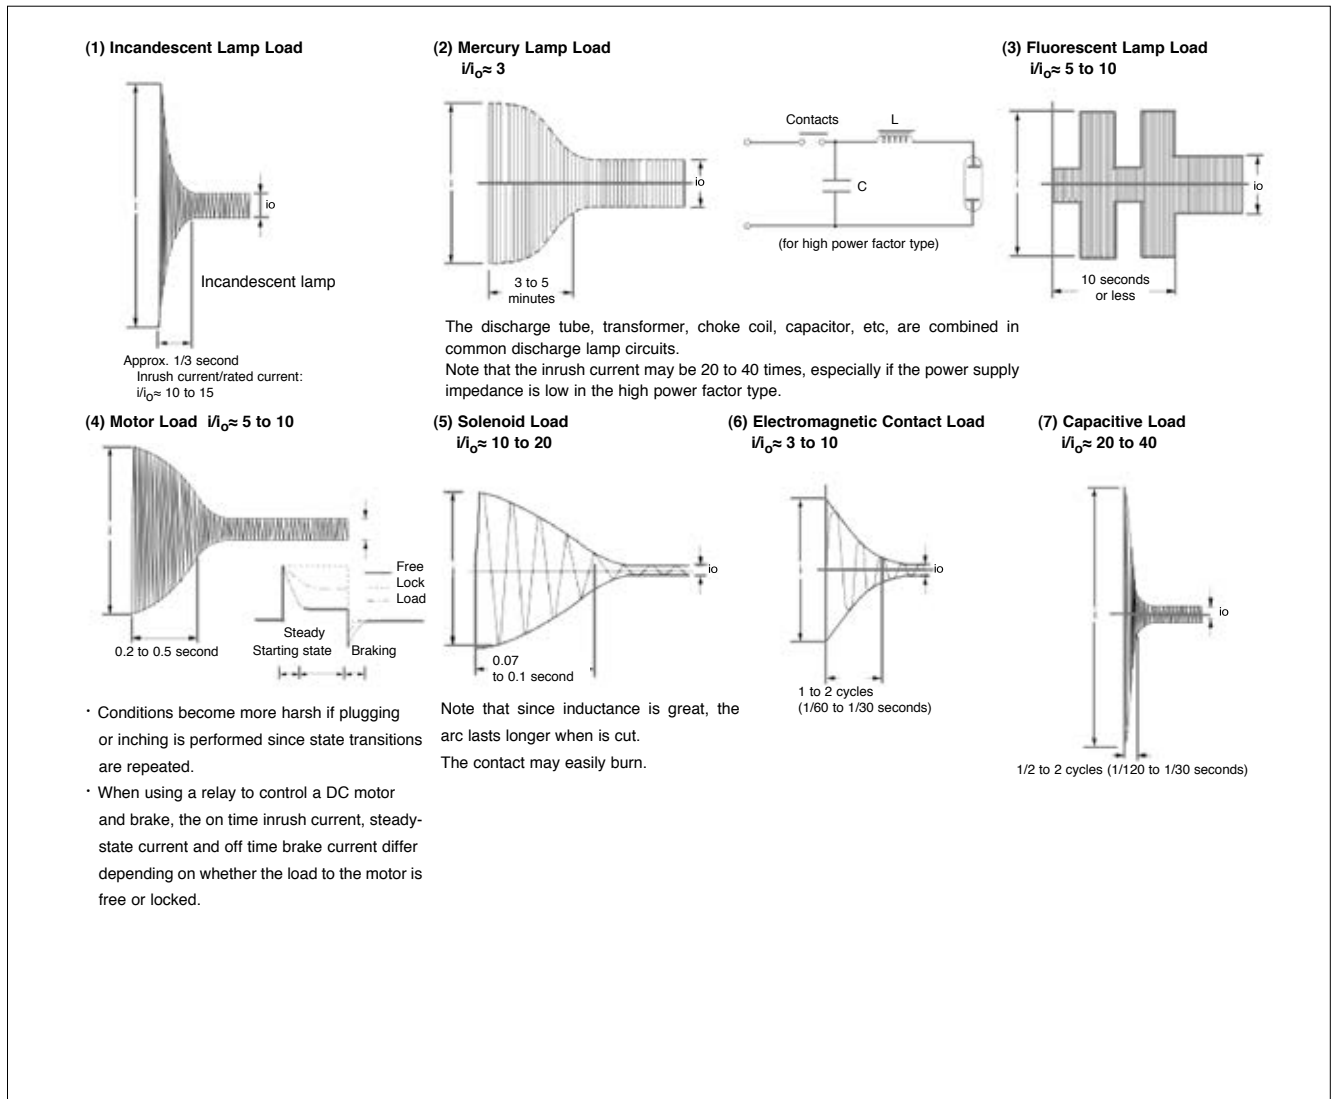 (1) Incandescent Lamp Load
io
Incandescent lamp
Approx. 1/3 second
Inrush current/rated current:
i/io≈ 10 to 15
(2) Mercury Lamp Load
i/io≈ 3
io
3 to 5
minutes
Contacts
L
C
(for high power factor type)
(3) Fluorescent Lamp Load
i/io≈ 5 to 10
io
10 seconds
or less
The discharge tube, transformer, choke coil, capacitor, etc, are combined in
common discharge lamp circuits.
Note that the inrush current may be 20 to 40 times, especially if the power supply
impedance is low in the high power factor type.
(4) Motor Load i/io≈ 5 to 10
Free
Lock
Load
Steady
Starting state
Braking
0.2 to 0.5 second
· Conditions become more harsh if plugging
or inching is performed since state transitions
are repeated.
· When using a relay to control a DC motor
and brake, the on time inrush current, steady-
state current and off time brake current differ
depending on whether the load to the motor is
free or locked.
(5) Solenoid Load
i/io≈ 10 to 20
io
0.07
to 0.1 second
Note that since inductance is great, the
arc lasts longer when is cut.
The contact may easily burn.
(6) Electromagnetic Contact Load
i/io≈ 3 to 10
io
1 to 2 cycles
(1/60 to 1/30 seconds)
(7) Capacitive Load
i/io≈ 20 to 40
io
1/2 to 2 cycles (1/120 to 1/30 seconds)